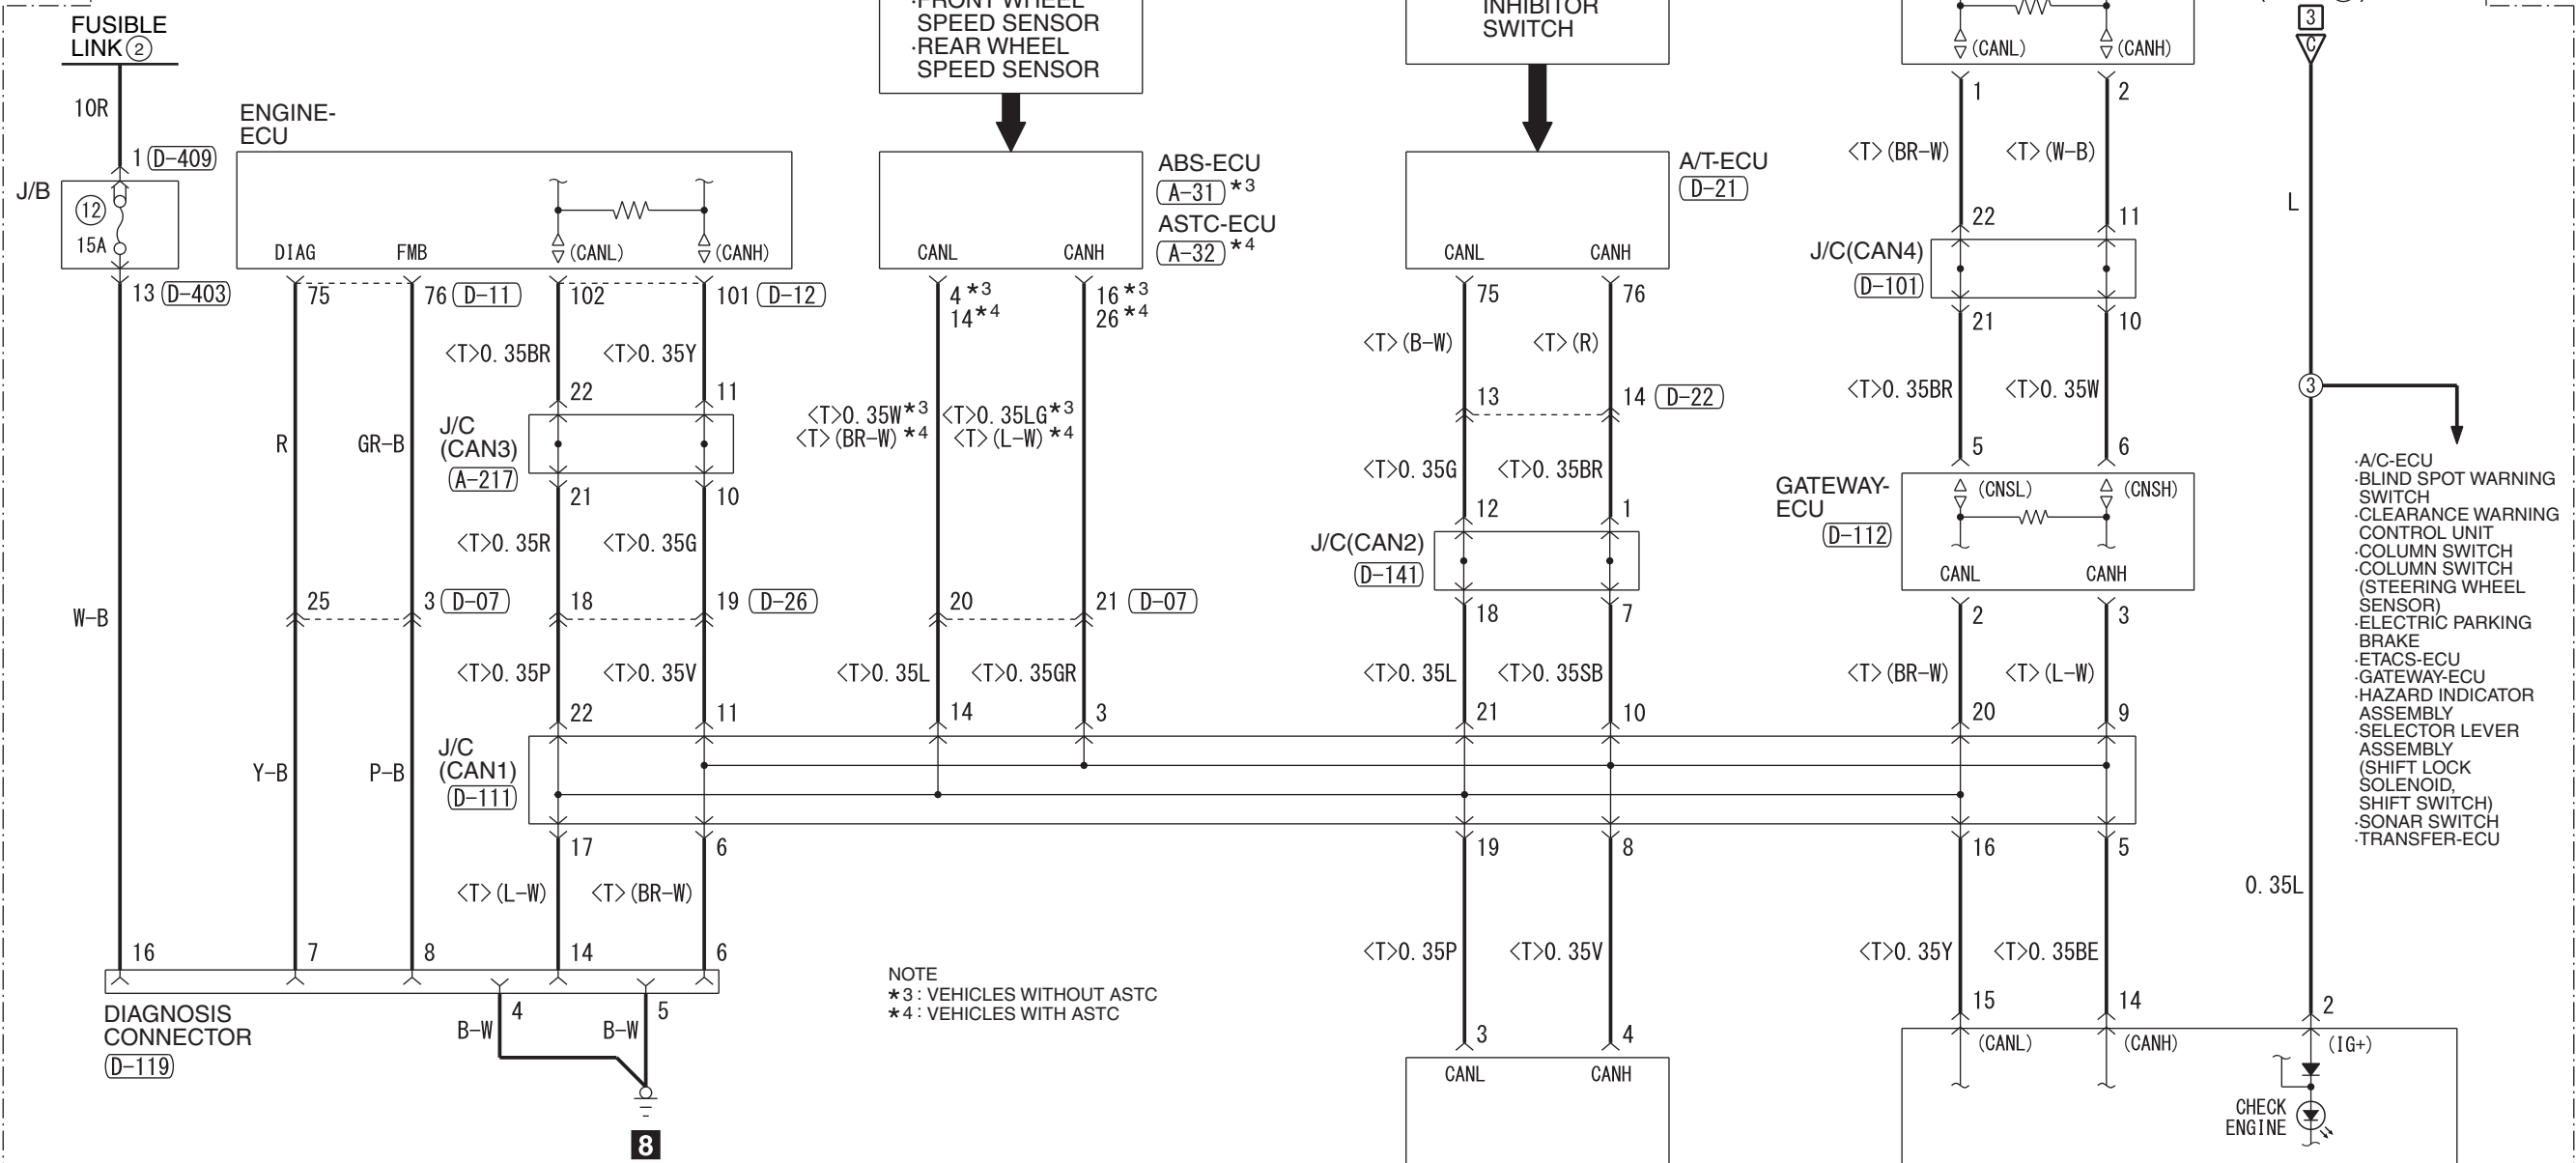 FUSIBLE
LINK ②
10R
1 D-409
J/B
⑫
15A
13 D-403
W-B
16
ENGINE-
ECU
DIAG FMB (CANL) (CANH)
75 76 D-11 102 101 D-12
<T>0.35BR <T>0.35Y
22 11
R GR-B
J/C
(CAN3)
A-217
21 10
<T>0.35R <T>0.35G
25 3 D-07 18 19 D-26
<T>0.35P <T>0.35V
22 11
Y-B P-B
J/C
(CAN1)
D-111
17 6
<T>(L-W) <T>(BR-W)
7 8 14 6
DIAGNOSIS
CONNECTOR
D-119
4 5
B-W B-W
8
SPEED SENSOR
·REAR WHEEL
SPEED SENSOR
ABS-ECU
A-31 *3
ASTC-ECU
A-32 *4
CANL CANH
4*3 16*3
14*4 26*4
<T>0.35W*3 <T>0.35LG*3
<T>(BR-W)*4 <T>(L-W)*4
20 21 D-07
<T>0.35L <T>0.35GR
14 3
NOTE
*3: VEHICLES WITHOUT ASTC
*4: VEHICLES WITH ASTC
INHIBITOR
SWITCH
A/T-ECU
D-21
CANL CANH
75 76
<T>(B-W) <T>(R)
13 14 D-22
<T>0.35G <T>0.35BR
12 1
J/C(CAN2)
D-141
18 7
<T>0.35L <T>0.35SB
21 10
19 8
<T>0.35P <T>0.35V
3 4
CANL CANH
(CANL) (CANH)
1 2
<T>(BR-W) <T>(W-B)
22 11
J/C(CAN4)
D-101
21 10
<T>0.35BR <T>0.35W
5 6
GATEWAY-
ECU
D-112
(CNSL) (CNSH)
CANL CANH
2 3
<T>(BR-W) <T>(L-W)
20 9
16 5
<T>0.35Y <T>0.35BE
15 14
(CANL) (CANH)
3
C
L
③
·A/C-ECU
·BLIND SPOT WARNING
SWITCH
·CLEARANCE WARNING
CONTROL UNIT
·COLUMN SWITCH
·COLUMN SWITCH
(STEERING WHEEL
SENSOR)
·ELECTRIC PARKING
BRAKE
·ETACS-ECU
·GATEWAY-ECU
·HAZARD INDICATOR
ASSEMBLY
·SELECTOR LEVER
ASSEMBLY
(SHIFT LOCK
SOLENOID,
SHIFT SWITCH)
·SONAR SWITCH
·TRANSFER-ECU
0.35L
2
(IG+)
CHECK
ENGINE